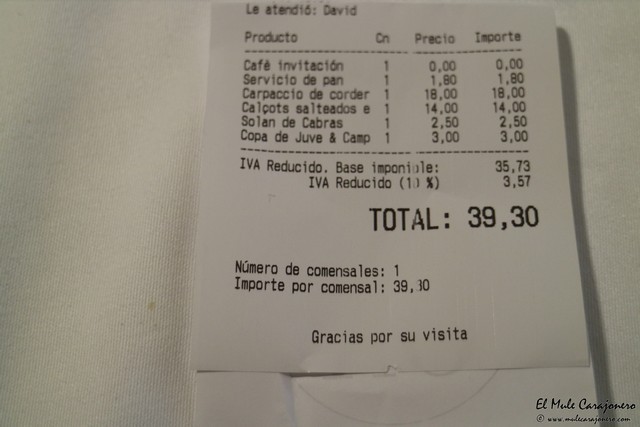 Le atendió: David
Producto Cn Precio Importe
Café invitación 1 0,00 0,00
Servicio de pan 1 1,80 1,80
Carpaccio de corder 1 18,00 18,00
Calçots salteados e 1 14,00 14,00
Solan de Cabras 1 2,50 2,50
Copa de Juve & Camp 1 3,00 3,00
IVA Reducido. Base imponible: 35,73
IVA Reducido (10 %) 3,57
TOTAL: 39,30
Número de comensales: 1
Importe por comensal: 39,30
Gracias por su visita
El Mule Carajonero
© www.mulecarajonero.com